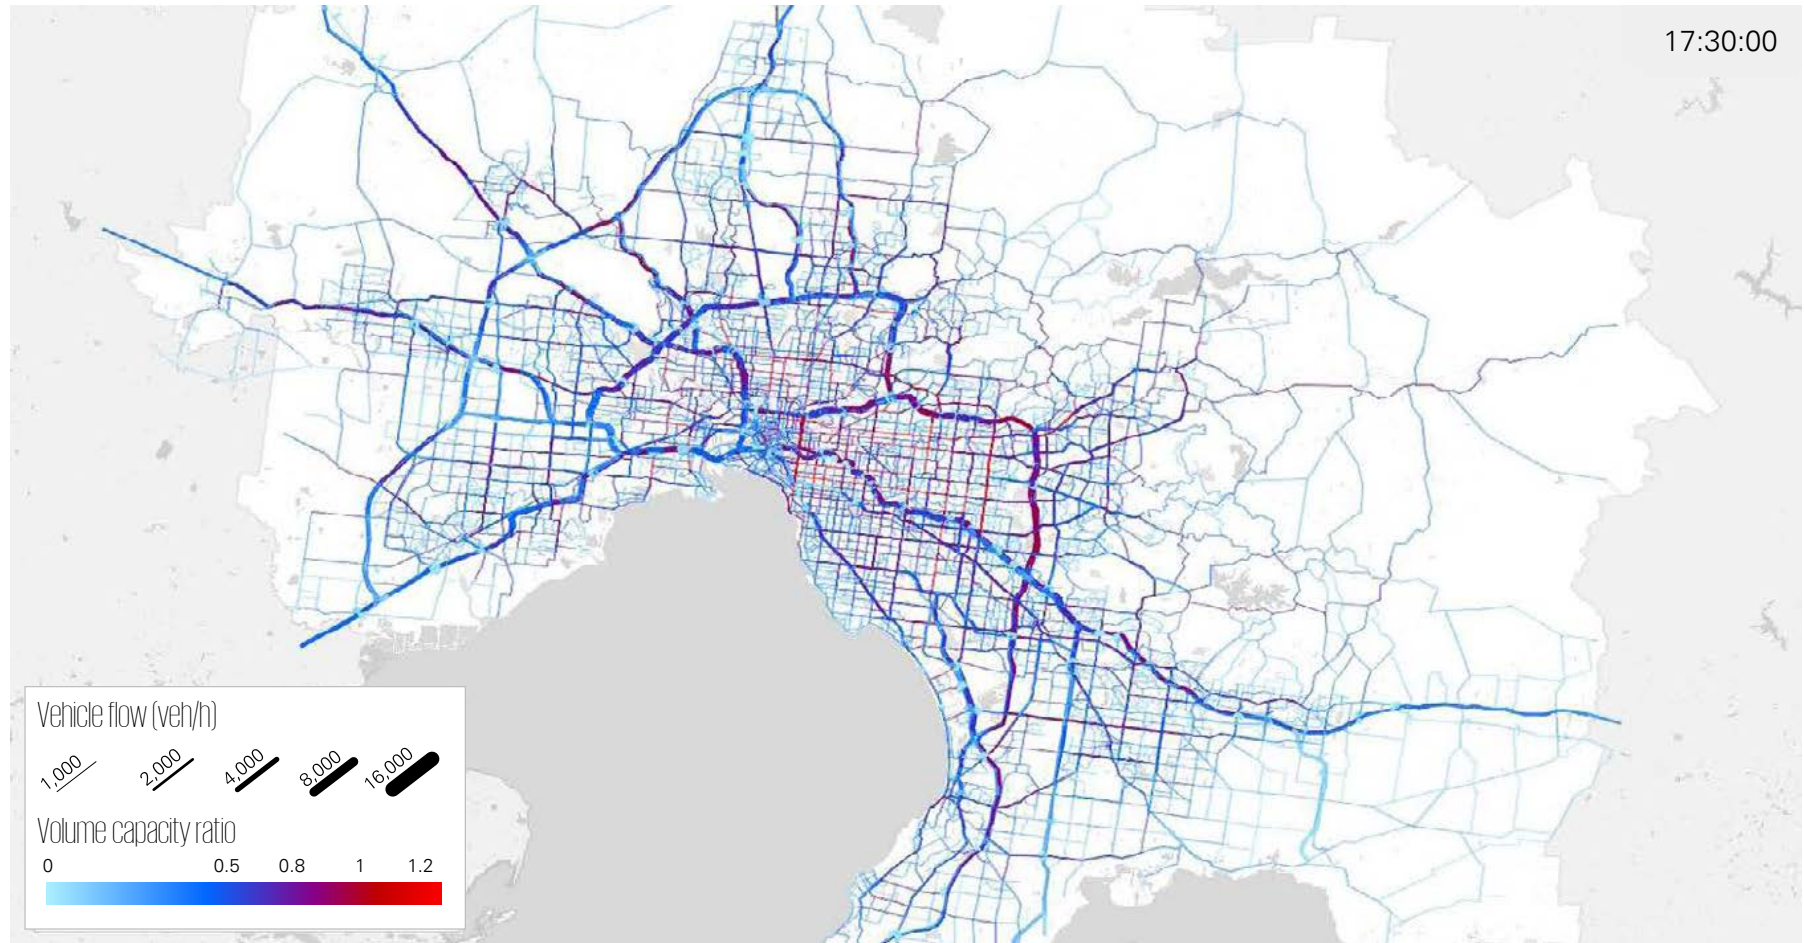 17:30:00
Vehicle flow (veh/h)
1,000 2,000 4,000 8,000 16,000
Volume capacity ratio
0 0.5 0.8 1 1.2